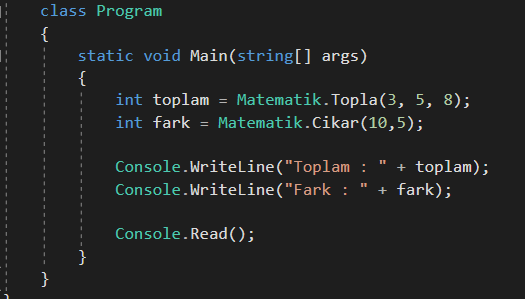 class Program
{
static void Main(string[] args)
{
int toplam = Matematik.Topla(3, 5, 8);
int fark = Matematik.Cikar(10,5);
Console.WriteLine("Toplam : " + toplam);
Console.WriteLine("Fark : " + fark);
Console.Read();
}
}
}